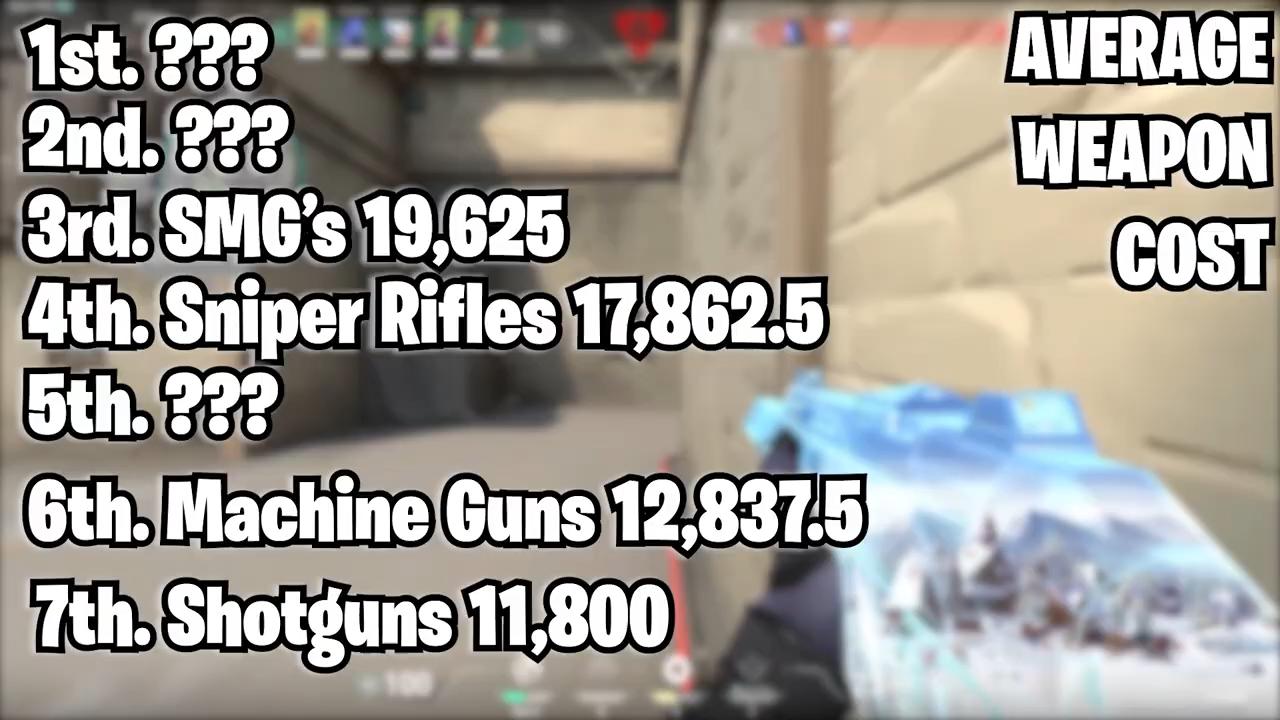 1st. ???
2nd. ???
3rd. SMG's 19,625
4th. Sniper Rifles 17,862.5
5th. ???
6th. Machine Guns 12,837.5
7th. Shotguns 11,800
AVERAGE
WEAPON
COST
100